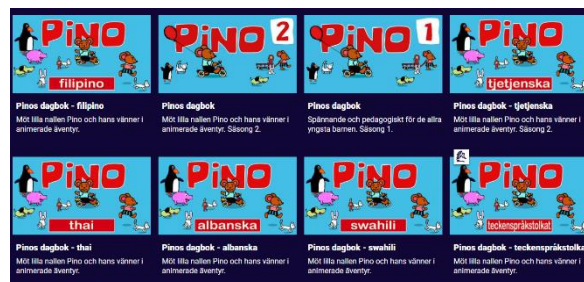 PiNO
filipino
Pinos dagbok - filipino
Möt lilla nallen Pino och hans vänner i
animerade äventyr.
PiNO 2
Pinos dagbok
Möt lilla nallen Pino och hans vänner i
animerade äventyr. Säsong 2.
PiNO 1
Pinos dagbok
Spännande och pedagogiskt för de allra
yngsta barnen. Säsong 1.
PiNO
tjetjenska
Pinos dagbok - tjetjenska
Möt lilla nallen Pino och hans vänner i
animerade äventyr. Säsong 2.
PiNO
thai
Pinos dagbok - thai
Möt lilla nallen Pino och hans vänner i
animerade äventyr.
PiNO
albanska
Pinos dagbok - albanska
Möt lilla nallen Pino och hans vänner i
animerade äventyr.
PiNO
swahili
Pinos dagbok - swahili
Möt lilla nallen Pino och hans vänner i
animerade äventyr.
PiNO
teckenspråkstolkat
Pinos dagbok - teckenspråkstolka
Möt lilla nallen Pino och hans vänner i
animerade äventyr.